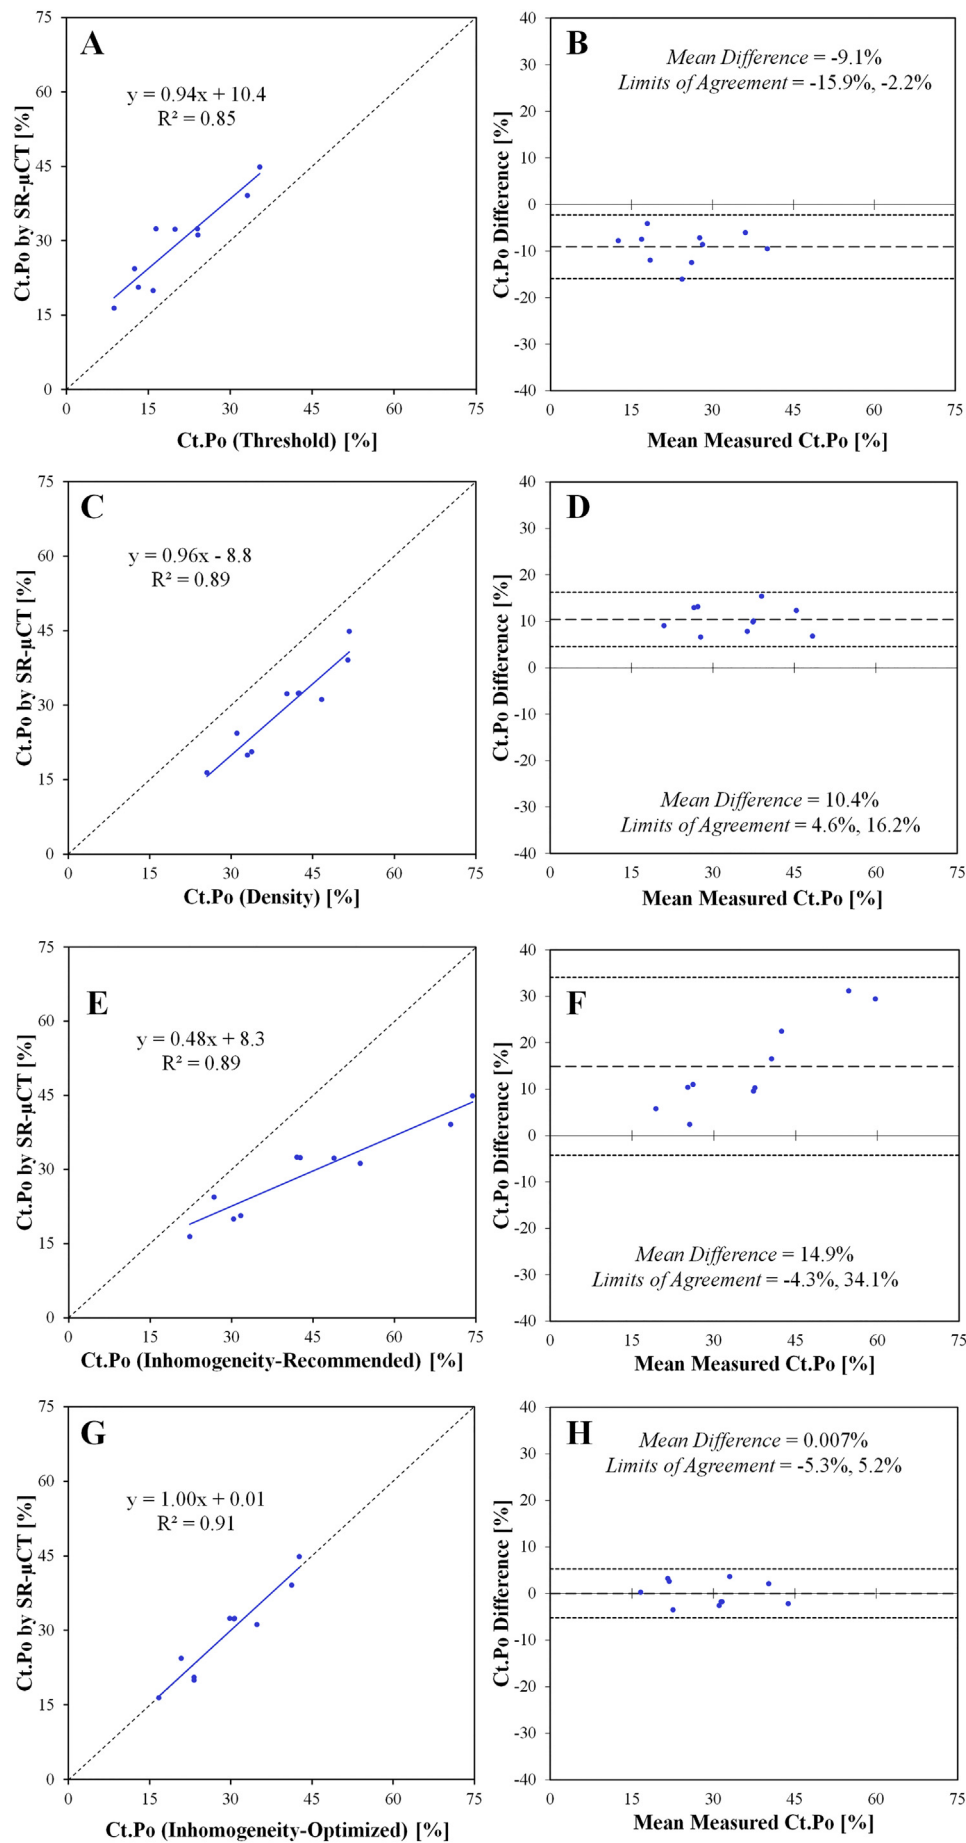 A
y = 0.94x + 10.4
R² = 0.85
Ct.Po by SR-μCT [%]
75
60
45
30
15
0
0 15 30 45 60 75
Ct.Po (Threshold) [%]
B
Mean Difference = -9.1%
Limits of Agreement = -15.9%, -2.2%
Ct.Po Difference [%]
40
30
20
10
0
-10
-20
-30
-40
0 15 30 45 60 75
Mean Measured Ct.Po [%]
C
y = 0.96x - 8.8
R² = 0.89
Ct.Po by SR-μCT [%]
75
60
45
30
15
0
0 15 30 45 60 75
Ct.Po (Density) [%]
D
Ct.Po Difference [%]
40
30
20
10
0
-10
-20
-30
-40
Mean Difference = 10.4%
Limits of Agreement = 4.6%, 16.2%
0 15 30 45 60 75
Mean Measured Ct.Po [%]
E
y = 0.48x + 8.3
R² = 0.89
Ct.Po by SR-μCT [%]
75
60
45
30
15
0
0 15 30 45 60 75
Ct.Po (Inhomogeneity-Recommended) [%]
F
Ct.Po Difference [%]
40
30
20
10
0
-10
-20
-30
-40
Mean Difference = 14.9%
Limits of Agreement = -4.3%, 34.1%
0 15 30 45 60 75
Mean Measured Ct.Po [%]
G
y = 1.00x + 0.01
R² = 0.91
Ct.Po by SR-μCT [%]
75
60
45
30
15
0
0 15 30 45 60 75
Ct.Po (Inhomogeneity-Optimized) [%]
H
Mean Difference = 0.007%
Limits of Agreement = -5.3%, 5.2%
Ct.Po Difference [%]
40
30
20
10
0
-10
-20
-30
-40
0 15 30 45 60 75
Mean Measured Ct.Po [%]